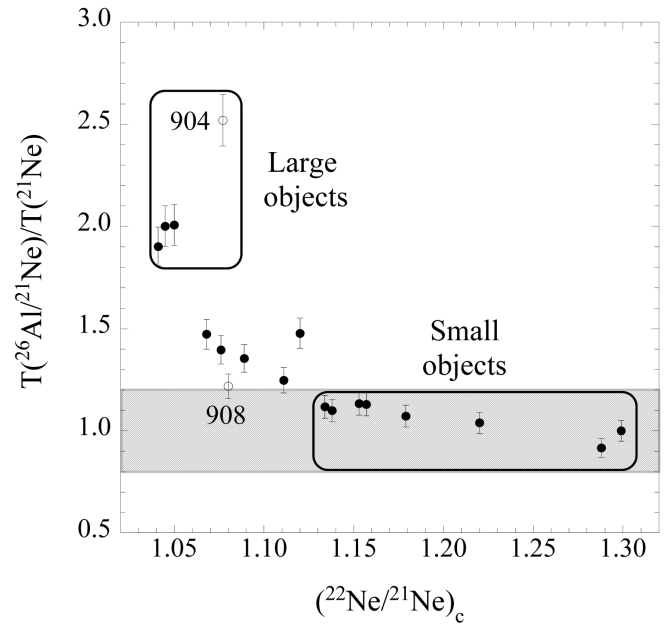 3.0
2.5
2.0
1.5
1.0
0.5
T(²⁶Al/²¹Ne)/T(²¹Ne)
904
Large
objects
908
Small
objects
1.05
1.10
1.15
1.20
1.25
1.30
(²²Ne/²¹Ne)c